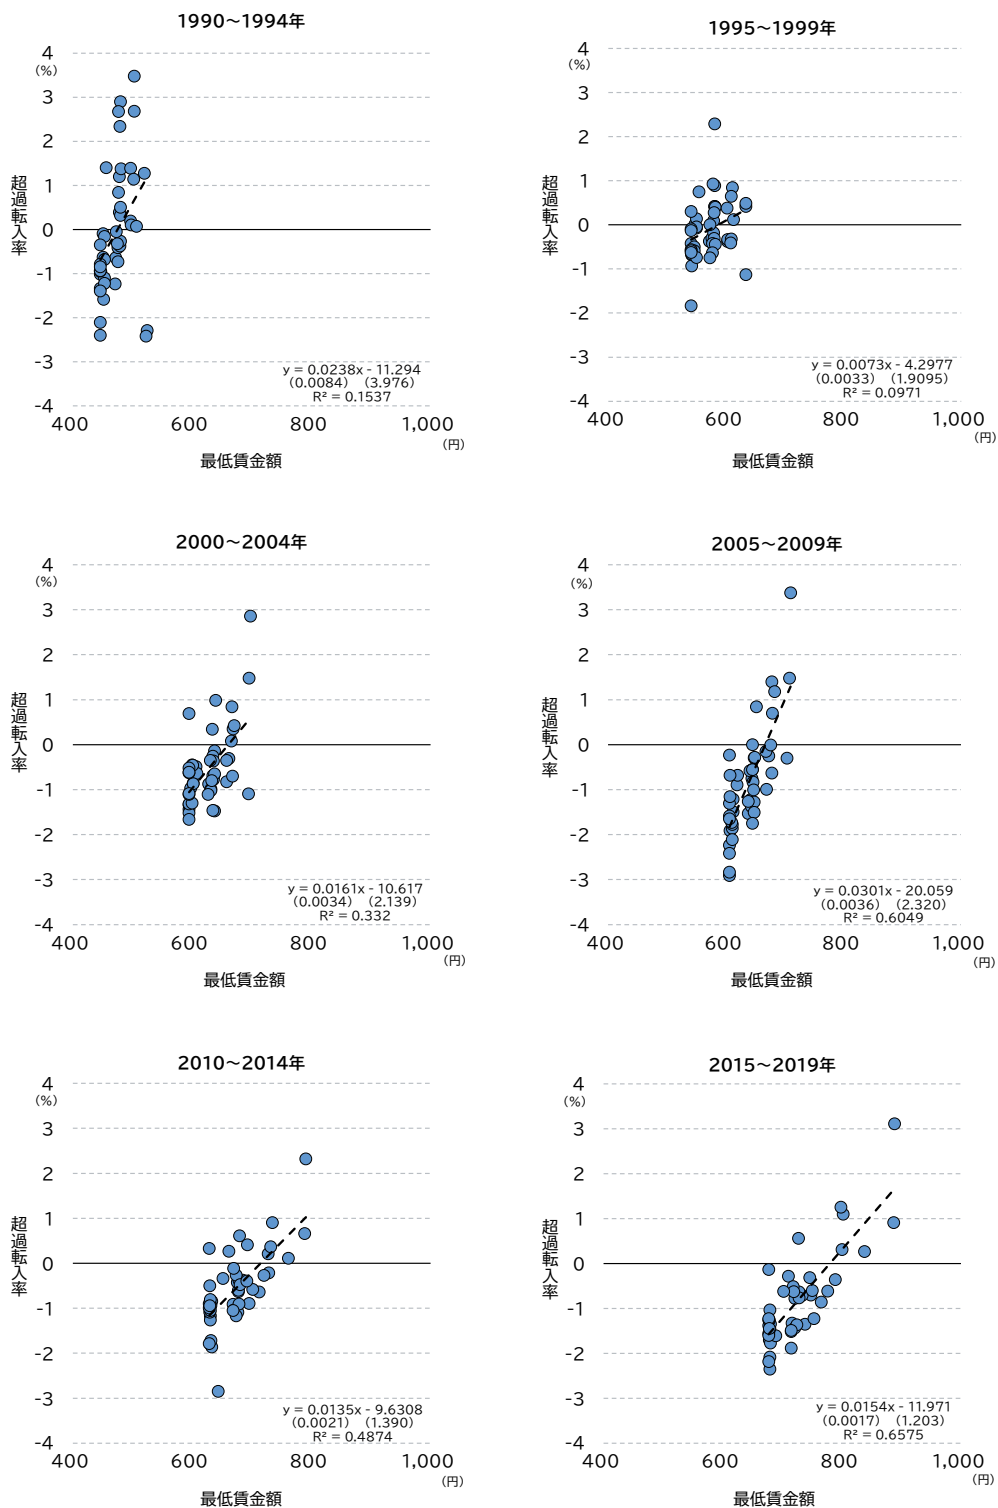 1990～1994年
4
（%）
3
2
1
0
-1
-2
-3
-4
超過転入率
y = 0.0238x - 11.294
（0.0084） （3.976）
R² = 0.1537
400 600 800 1,000
（円）
最低賃金額
1995～1999年
4
（%）
3
2
1
0
-1
-2
-3
-4
超過転入率
y = 0.0073x - 4.2977
（0.0033） （1.9095）
R² = 0.0971
400 600 800 1,000
（円）
最低賃金額
2000～2004年
4
（%）
3
2
1
0
-1
-2
-3
-4
超過転入率
y = 0.0161x - 10.617
（0.0034） （2.139）
R² = 0.332
400 600 800 1,000
（円）
最低賃金額
2005～2009年
4
（%）
3
2
1
0
-1
-2
-3
-4
超過転入率
y = 0.0301x - 20.059
（0.0036） （2.320）
R² = 0.6049
400 600 800 1,000
（円）
最低賃金額
2010～2014年
4
（%）
3
2
1
0
-1
-2
-3
-4
超過転入率
y = 0.0135x - 9.6308
（0.0021） （1.390）
R² = 0.4874
400 600 800 1,000
（円）
最低賃金額
2015～2019年
4
（%）
3
2
1
0
-1
-2
-3
-4
超過転入率
y = 0.0154x - 11.971
（0.0017） （1.203）
R² = 0.6575
400 600 800 1,000
（円）
最低賃金額